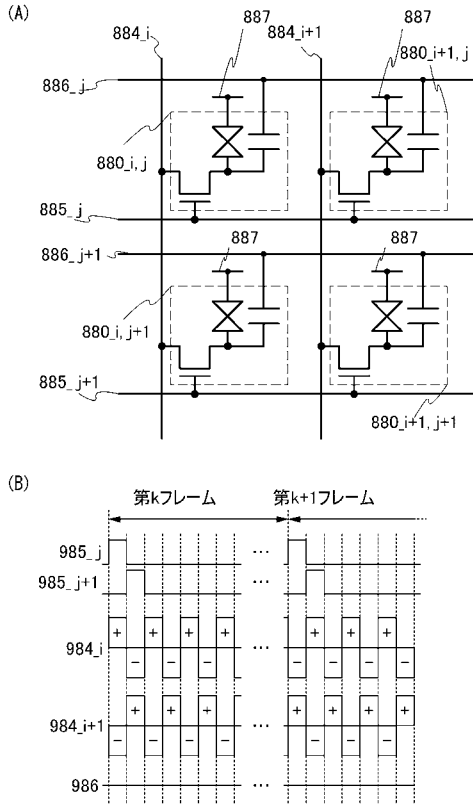 (A)
884_i
887
884_i+1
887
886_j
880_i+1, j
880_i, j
885_j
886_j+1
887
887
880_i, j+1
885_j+1
880_i+1, j+1
(B)
第kフレーム
第k+1フレーム
985_j
985_j+1
984_i
+ − + − + − + −
− + − + − + −
984_i+1
− + − + − + −
+ − + − + − +
986